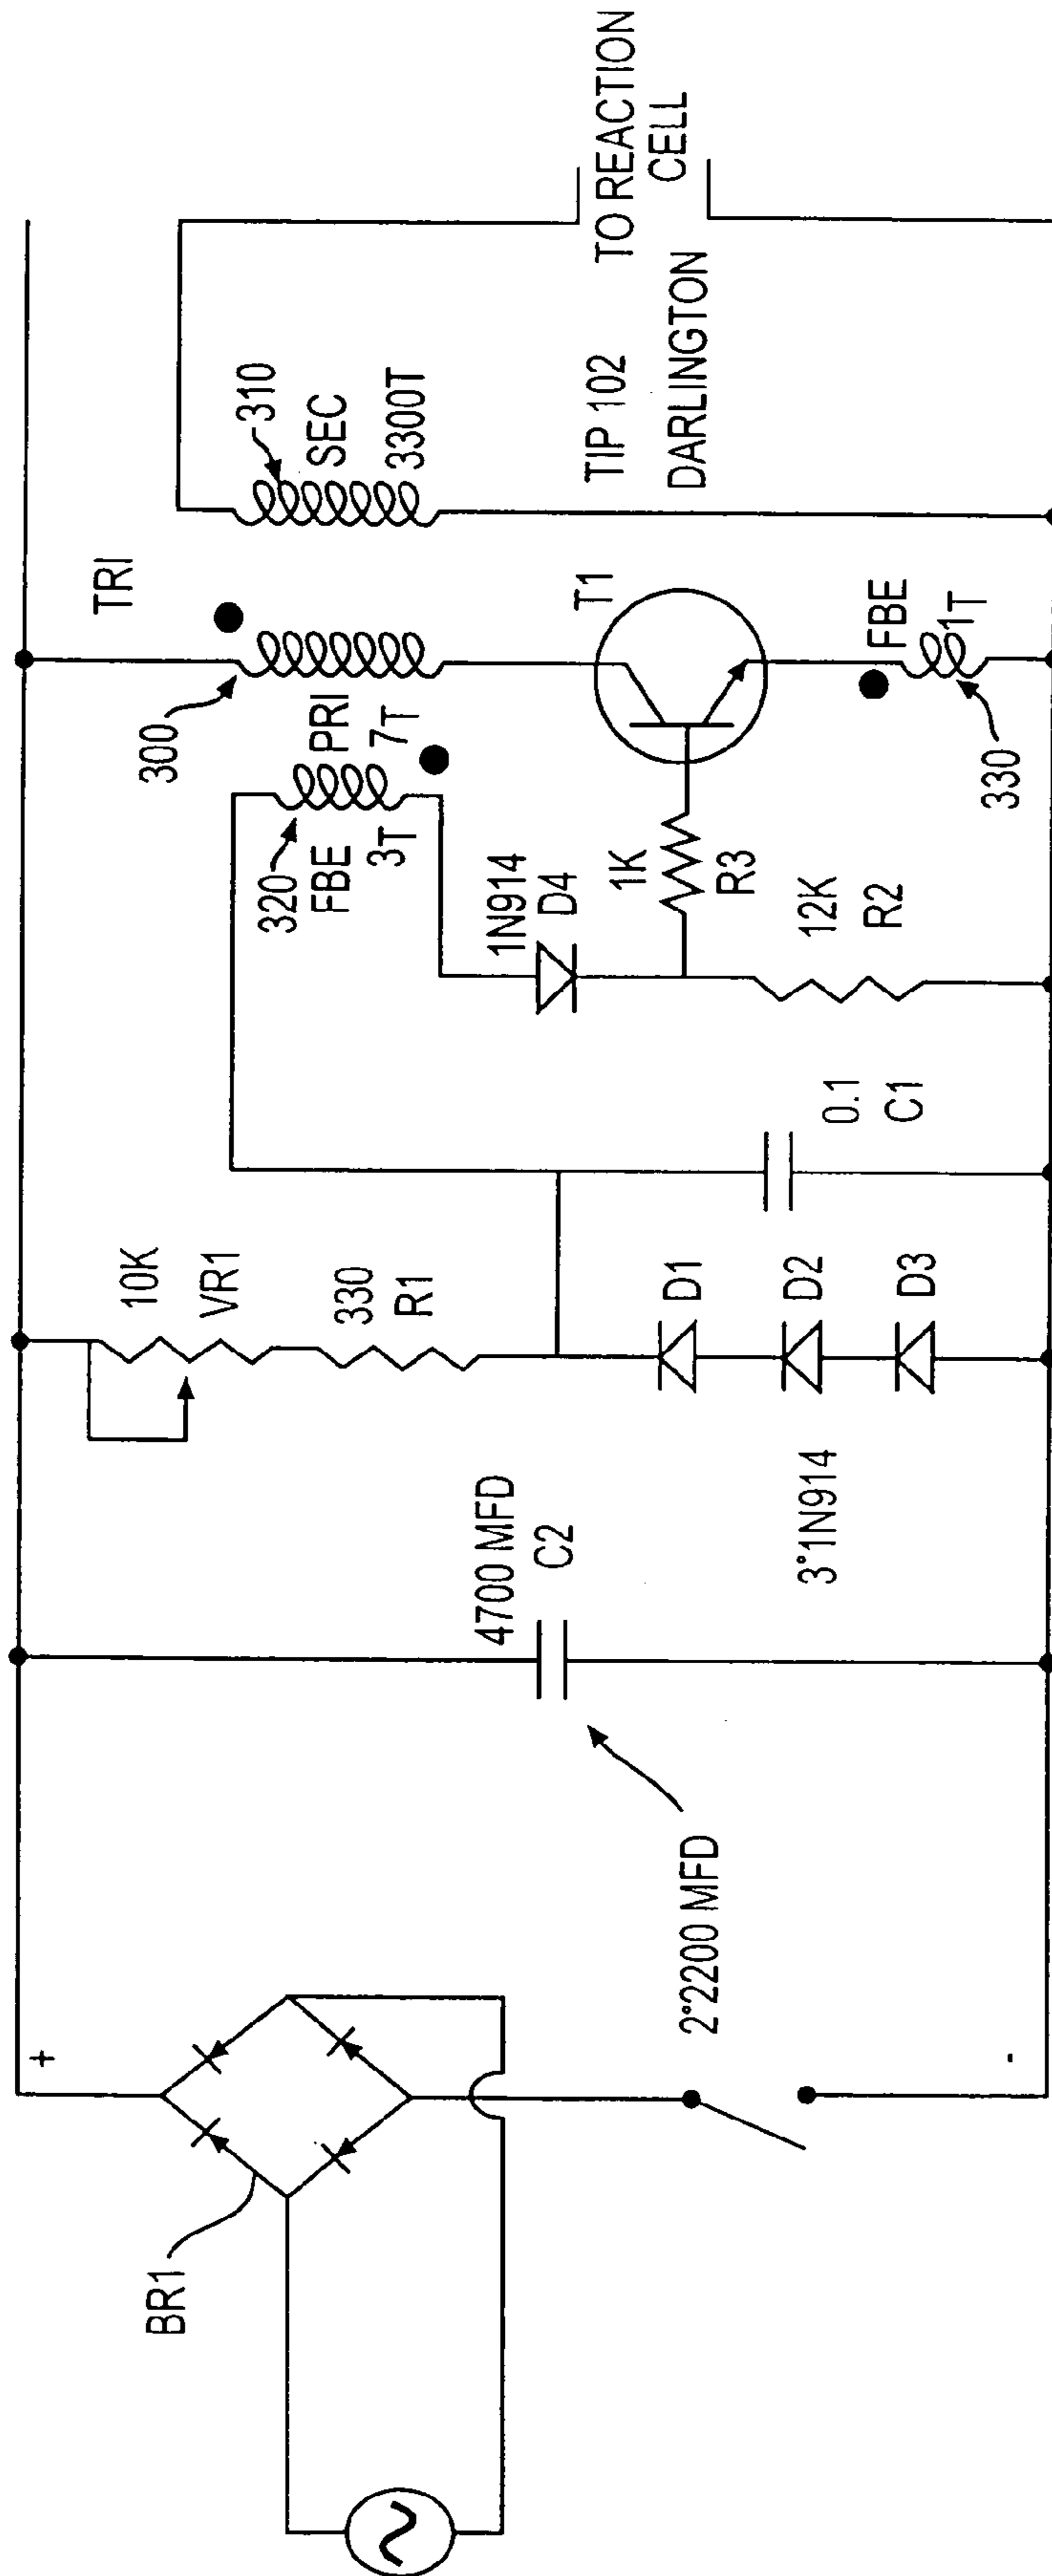 BR1
+
-
2°2200 MFD
4700 MFD
C2
10K
VR1
330
R1
D1
D2
D3
3°1N914
0.1
C1
320
FBE
3T
1N914
D4
1K
R3
12K
R2
300
PRI
7T
TRI
T1
FBE
1T
330
310
SEC
3300T
TIP 102
DARLINGTON
TO REACTION
CELL